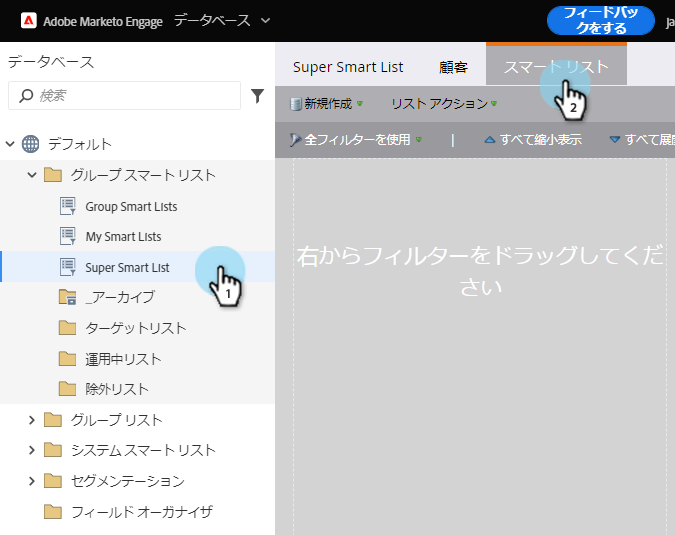 Adobe Marketo Engage データベース
フィードバッ
クをする
ja
データベース
検索
デフォルト
グループ スマート リスト
Group Smart Lists
My Smart Lists
Super Smart List
1
_アーカイブ
ターゲットリスト
運用中リスト
除外リスト
グループ リスト
システム スマート リスト
セグメンテーション
フィールド オーガナイザ
Super Smart List 顧客 スマート リスト
2
新規作成 リスト アクション
全フィルターを使用 | すべて縮小表示 すべて展
右からフィルターをドラッグしてくだ
さい